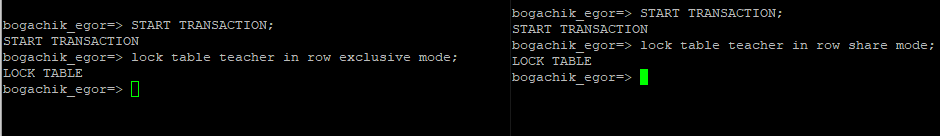 bogachik_egor=> START TRANSACTION;
START TRANSACTION
bogachik_egor=> lock table teacher in row exclusive mode;
LOCK TABLE
bogachik_egor=>
bogachik_egor=> START TRANSACTION;
START TRANSACTION
bogachik_egor=> lock table teacher in row share mode;
LOCK TABLE
bogachik_egor=>